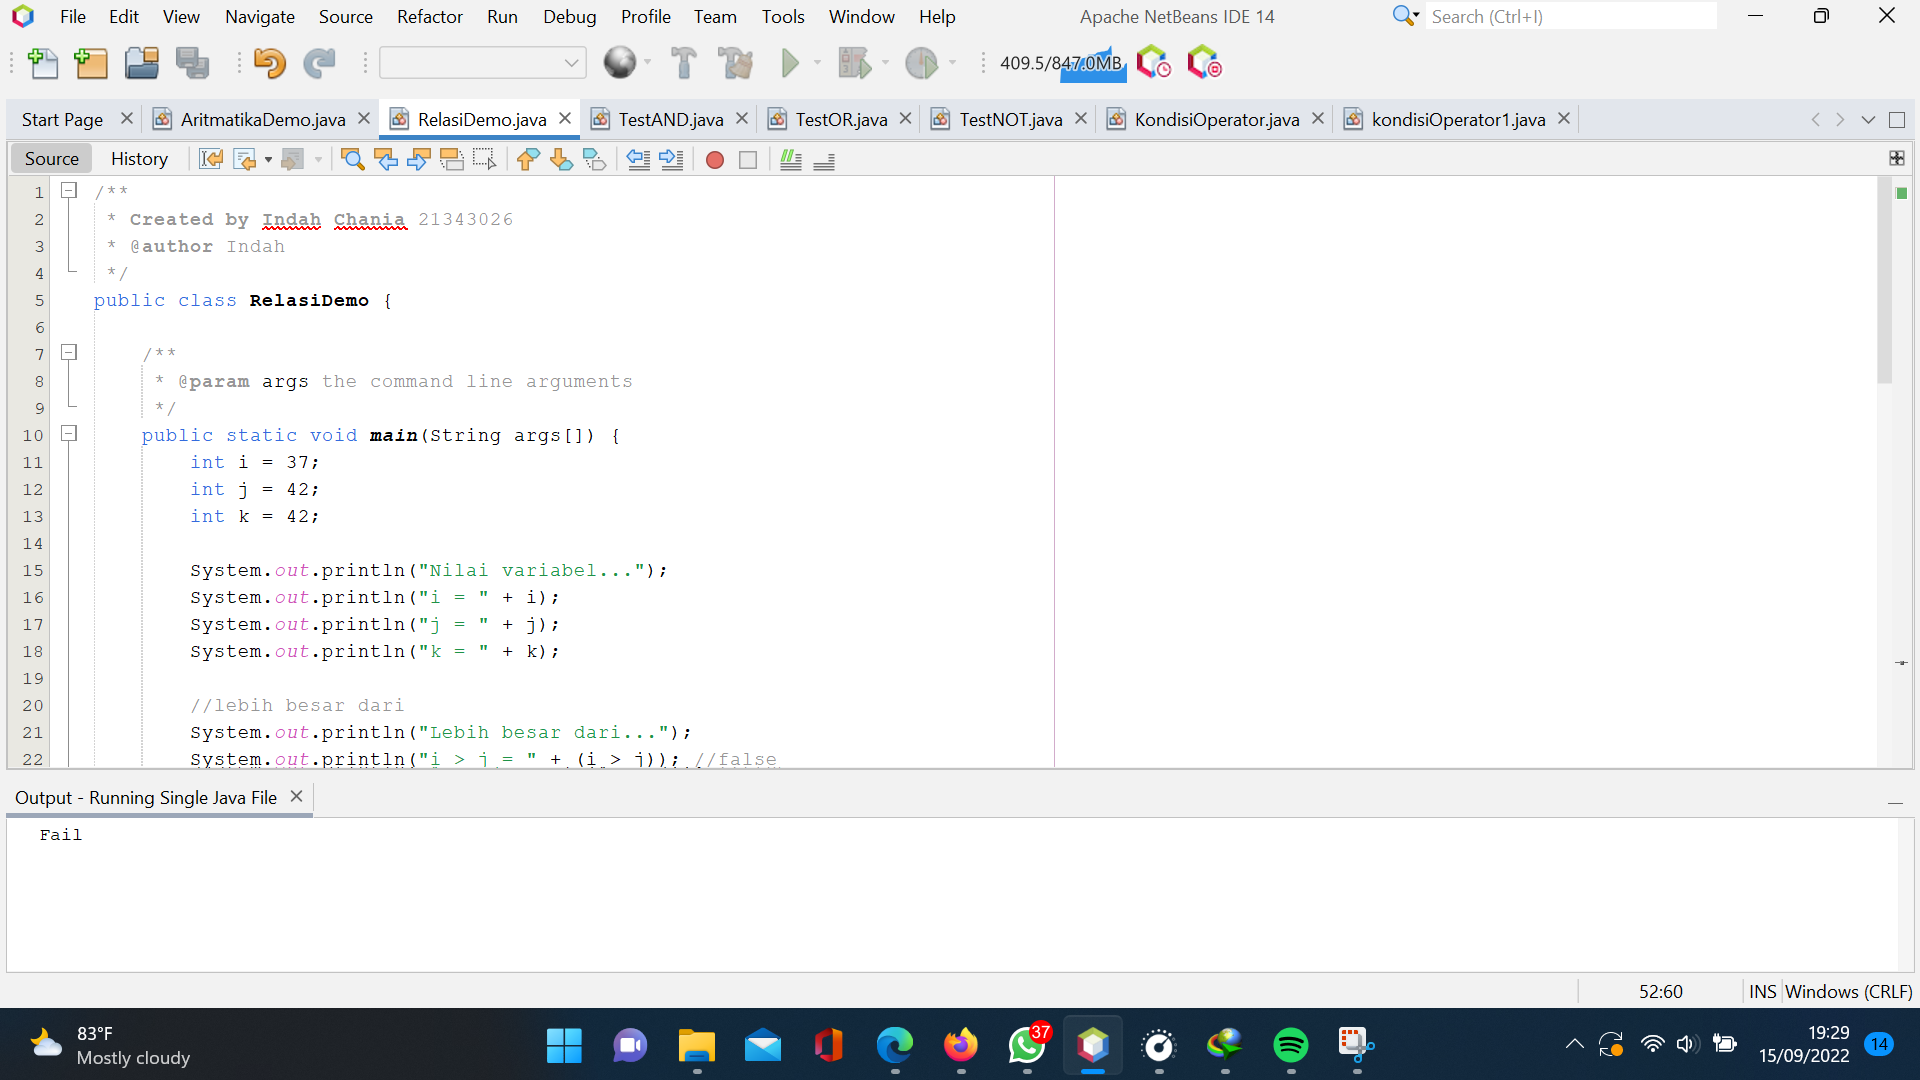 File Edit View Navigate Source Refactor Run Debug Profile Team Tools Window Help Apache NetBeans IDE 14 Search (Ctrl+I)
409.5/847.0MB
Start Page AritmatikaDemo.java RelasiDemo.java TestAND.java TestOR.java TestNOT.java KondisiOperator.java kondisiOperator1.java
Source History
1 /**
2 * Created by Indah Chania 21343026
3 * @author Indah
4 */
5 public class RelasiDemo {
6
7 /**
8 * @param args the command line arguments
9 */
10 public static void main(String args[]) {
11 int i = 37;
12 int j = 42;
13 int k = 42;
14
15 System.out.println("Nilai variabel...");
16 System.out.println("i = " + i);
17 System.out.println("j = " + j);
18 System.out.println("k = " + k);
19
20 //lebih besar dari
21 System.out.println("Lebih besar dari...");
22 System.out.println("i > j = " + (i > j)); //false
Output - Running Single Java File
Fail
52:60 INS Windows (CRLF)
83°F
Mostly cloudy
37
19:29
15/09/2022
14